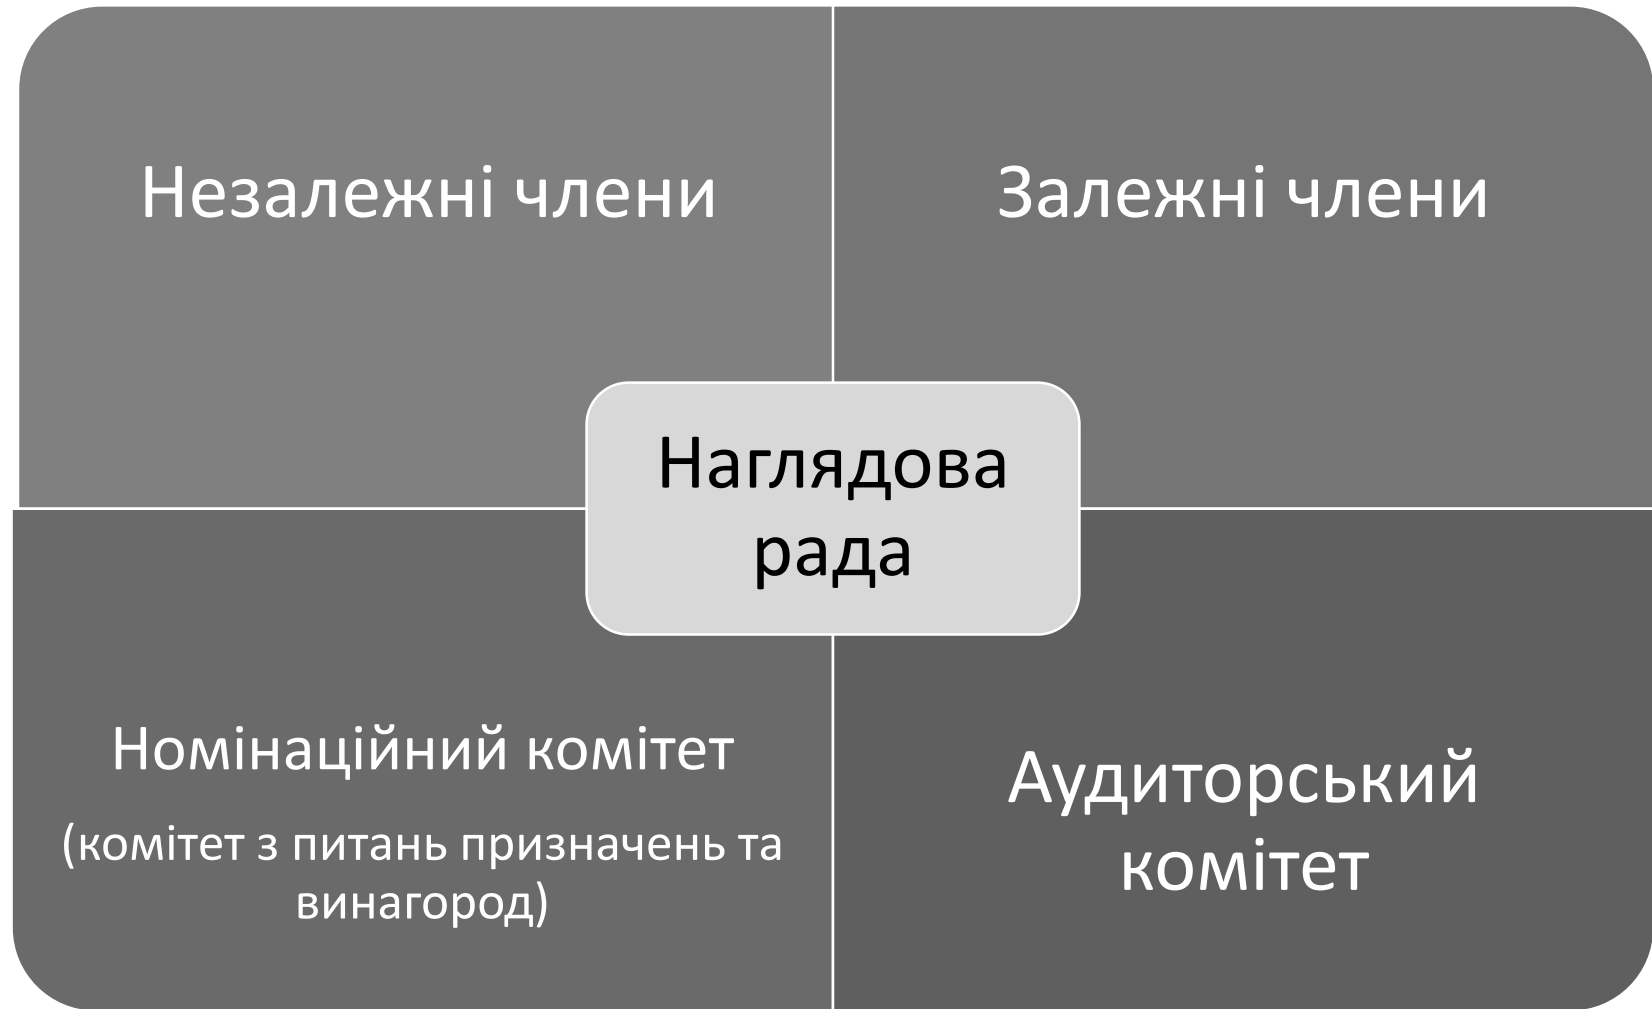 Незалежні члени
Залежні члени
Наглядова
рада
Номінаційний комітет
(комітет з питань призначень та
винагород)
Аудиторський
комітет